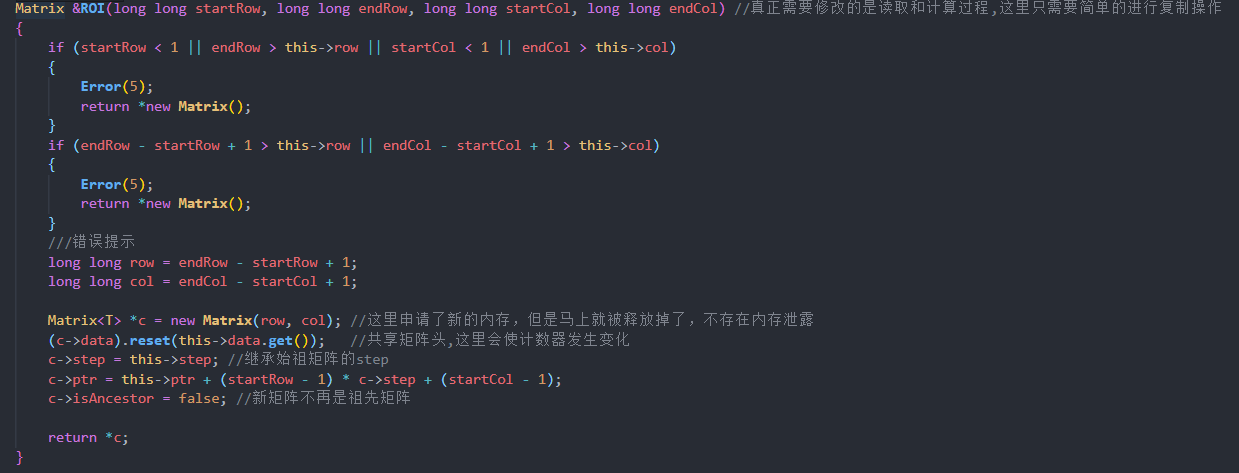 Matrix &ROI(long long startRow, long long endRow, long long startCol, long long endCol) //真正需要修改的是读取和计算过程,这里只需要简单的进行复制操作
{
    if (startRow < 1 || endRow > this->row || startCol < 1 || endCol > this->col)
    {
        Error(5);
        return *new Matrix();
    }
    if (endRow - startRow + 1 > this->row || endCol - startCol + 1 > this->col)
    {
        Error(5);
        return *new Matrix();
    }
    ///错误提示
    long long row = endRow - startRow + 1;
    long long col = endCol - startCol + 1;

    Matrix<T> *c = new Matrix(row, col); //这里申请了新的内存，但是马上就被释放掉了，不存在内存泄露
    (c->data).reset(this->data.get());   //共享矩阵头,这里会使计数器发生变化
    c->step = this->step; //继承始祖矩阵的step
    c->ptr = this->ptr + (startRow - 1) * c->step + (startCol - 1);
    c->isAncestor = false; //新矩阵不再是祖先矩阵

    return *c;
}